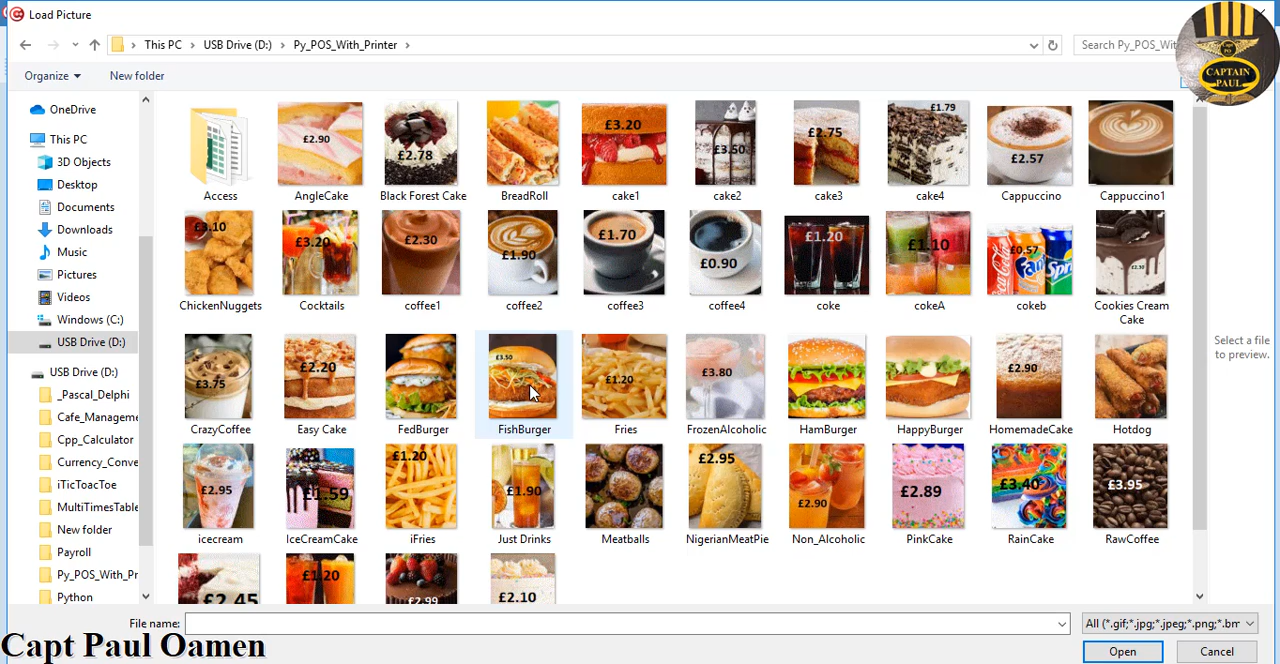 Load Picture
This PC > USB Drive (D:) > Py_POS_With_Printer >
Search Py_POS_Wit
CAPTAIN
PAUL
Organize
New folder
OneDrive
This PC
3D Objects
Desktop
Documents
Downloads
Music
Pictures
Videos
Windows (C:)
USB Drive (D:)
USB Drive (D:)
_Pascal_Delphi
Cafe_Manageme
Cpp_Calculator
Currency_Conve
iTicToacToe
MultiTimesTable
New folder
Payroll
Py_POS_With_Pr
Python
£2.90
£2.78
£3.20
£3.50
£2.75
£1.79
£2.57
Access
AngleCake
Black Forest Cake
BreadRoll
cake1
cake2
cake3
cake4
Cappuccino
Cappuccino1
£3.10
£3.20
£2.30
£1.90
£1.70
£0.90
£1.20
£1.10
£0.57
£2.30
ChickenNuggets
Cocktails
coffee1
coffee2
coffee3
coffee4
coke
cokeA
cokeb
Cookies Cream
Cake
£3.75
£2.20
£3.50
£1.20
£3.80
£2.90
CrazyCoffee
Easy Cake
FedBurger
FishBurger
Fries
FrozenAlcoholic
HamBurger
HappyBurger
HomemadeCake
Hotdog
£2.95
£1.59
£1.20
£1.90
£2.95
£2.90
£2.89
£3.40
£3.95
icecream
IceCreamCake
iFries
Just Drinks
Meatballs
NigerianMeatPie
Non_Alcoholic
PinkCake
RainCake
RawCoffee
£2.45
£1.20
£2.99
£2.10
Select a file
to preview.
File name:
All (*.gif;*.jpg;*.jpeg;*.png;*.bm
Open
Cancel
Capt Paul Oamen